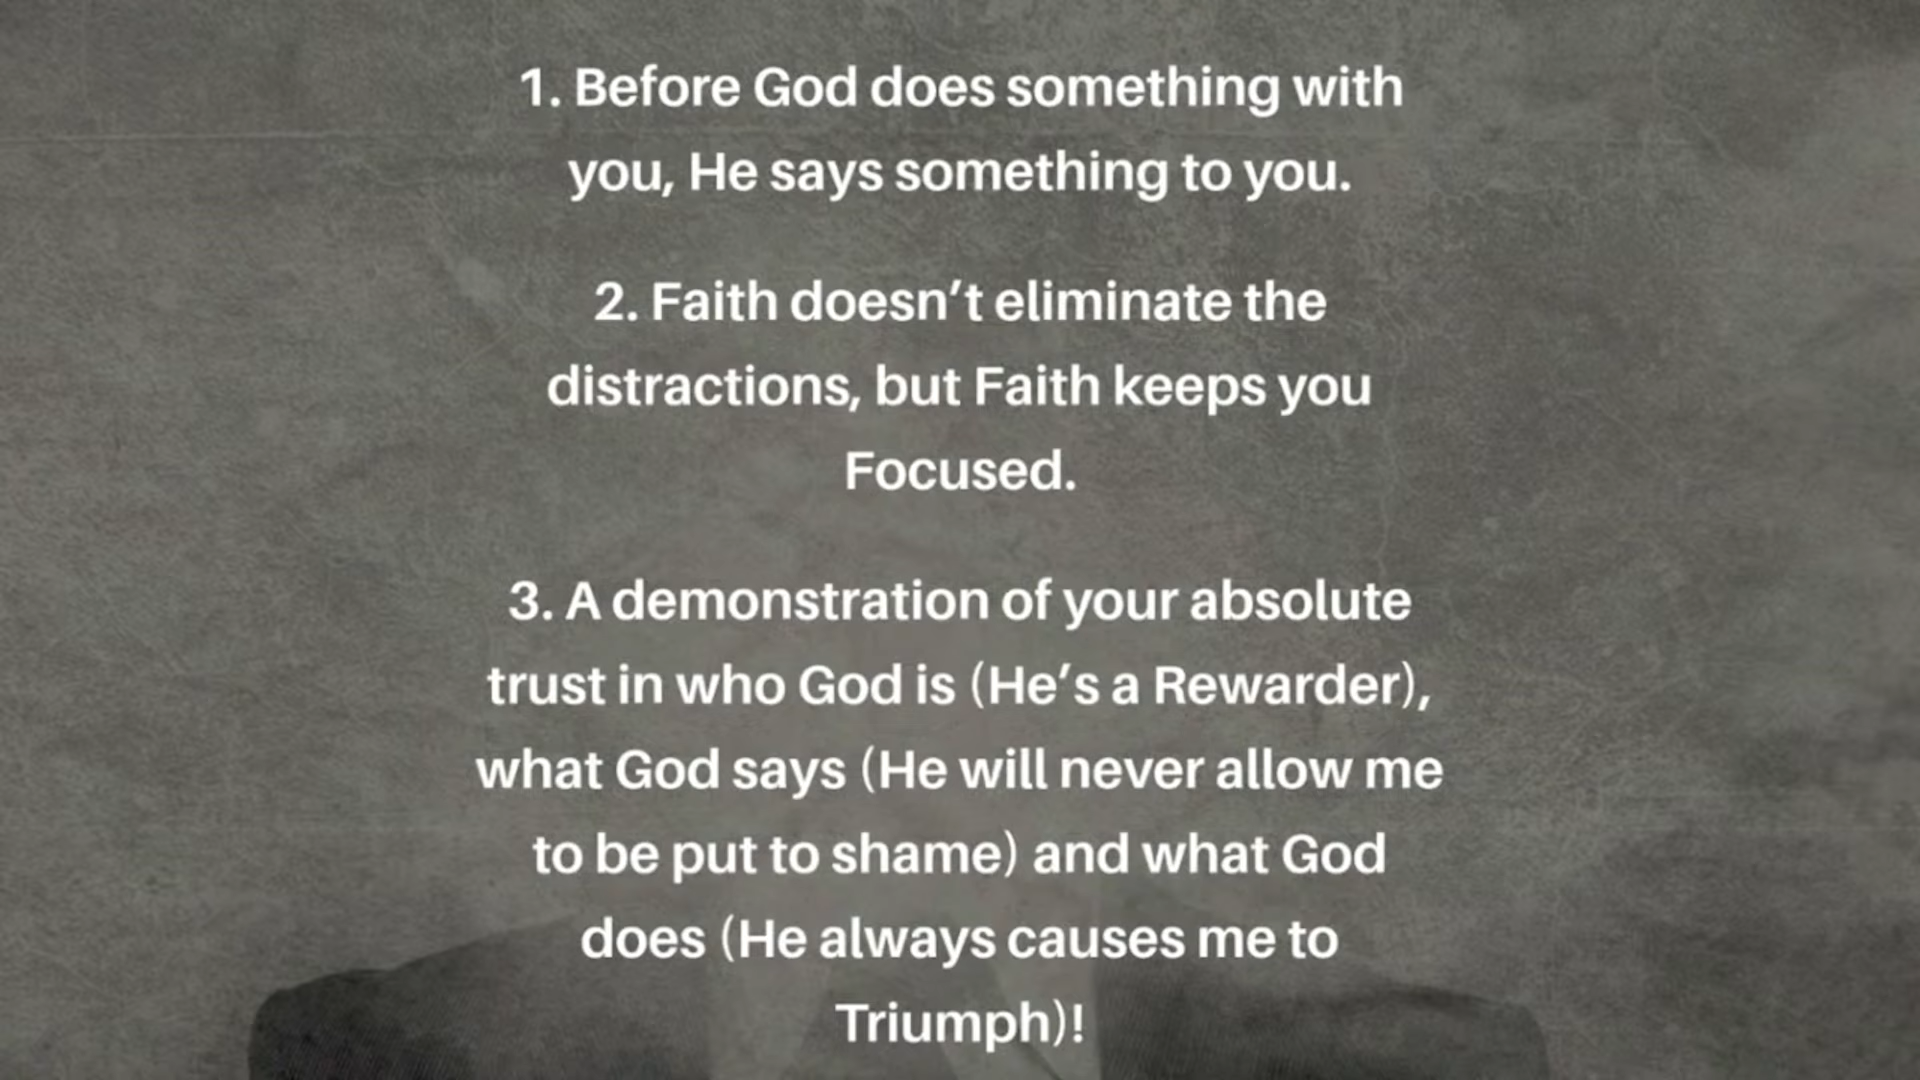 1. Before God does something with
you, He says something to you.
2. Faith doesn’t eliminate the
distractions, but Faith keeps you
Focused.
3. A demonstration of your absolute
trust in who God is (He’s a Rewarder),
what God says (He will never allow me
to be put to shame) and what God
does (He always causes me to
Triumph)!